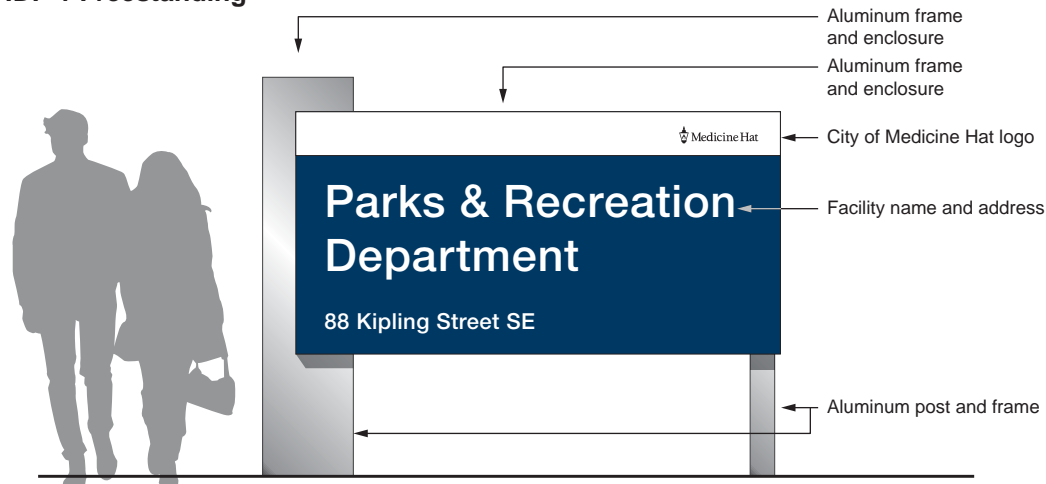 Freestanding
Aluminum frame
and enclosure
Aluminum frame
and enclosure
Medicine Hat
City of Medicine Hat logo
Parks & Recreation
Department
Facility name and address
88 Kipling Street SE
Aluminum post and frame